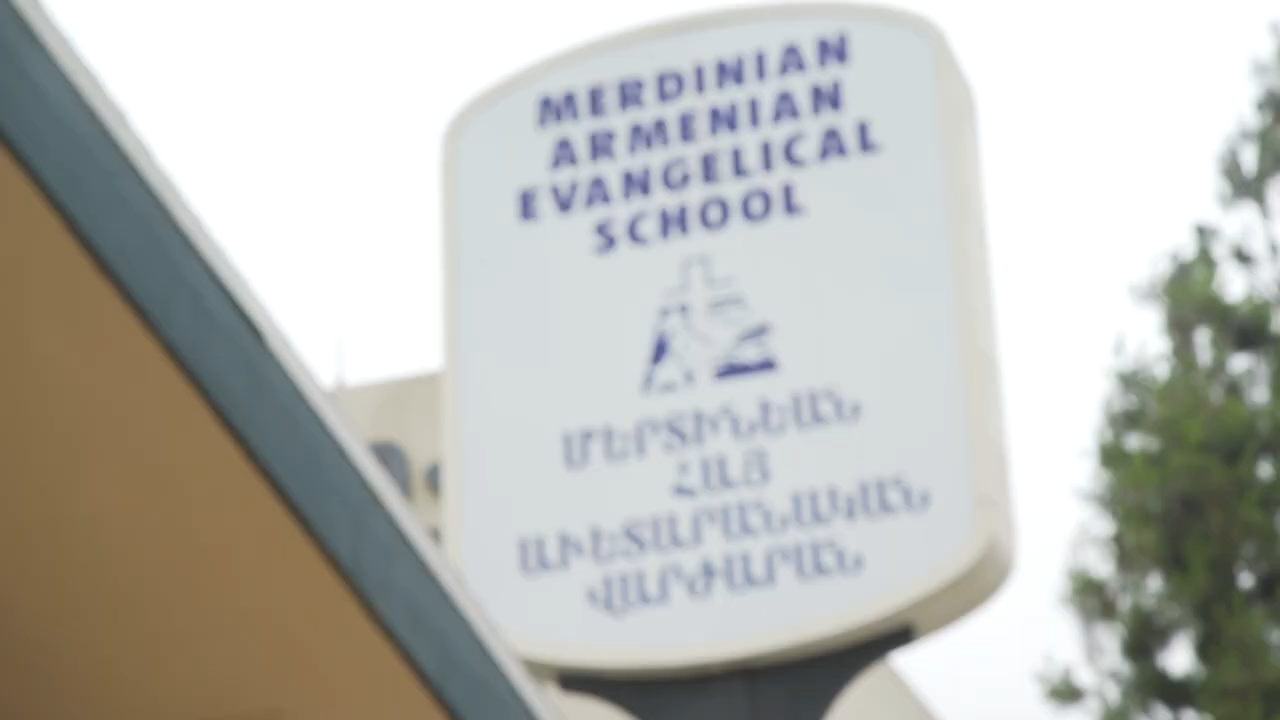 MERDINIAN
ARMENIAN
EVANGELICAL
SCHOOL
ՄԵՐՏԻՆԵԱՆ
ՀԱՅ
ԱՒԵՏԱՐԱՆԱԿԱՆ
ՎԱՐԺԱՐԱՆ